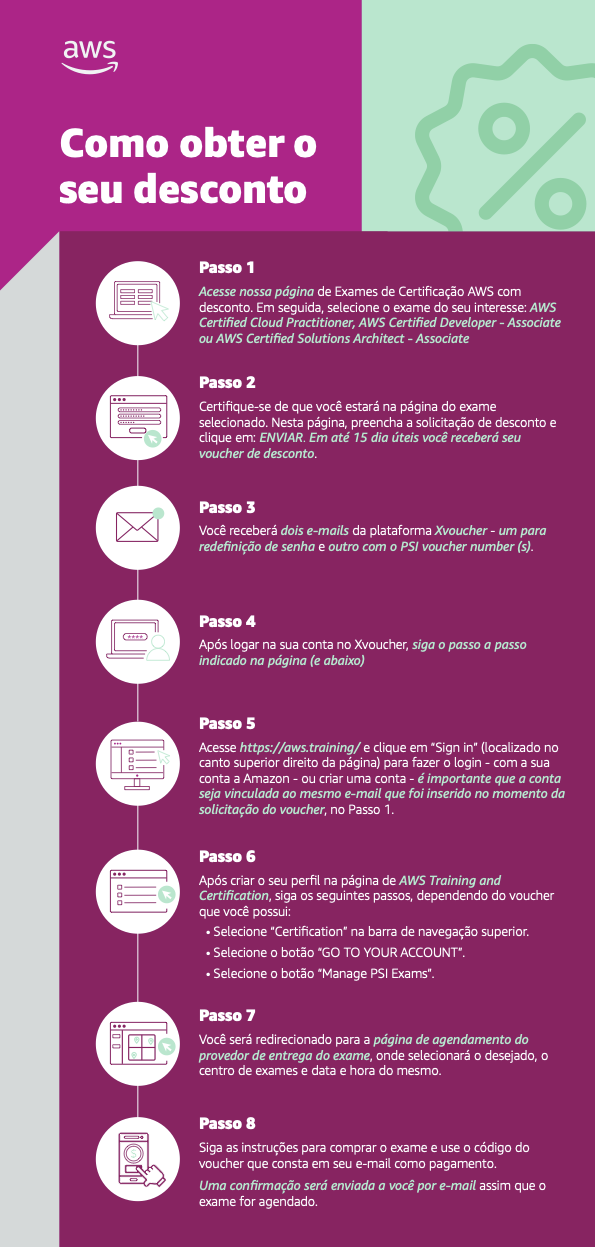 aws
Como obter o
seu desconto
Passo 1
Acesse nossa página de Exames de Certificação AWS com
desconto. Em seguida, selecione o exame do seu interesse: AWS
Certified Cloud Practitioner, AWS Certified Developer - Associate
ou AWS Certified Solutions Architect - Associate
Passo 2
Certifique-se de que você estará na página do exame
selecionado. Nesta página, preencha a solicitação de desconto e
clique em: ENVIAR. Em até 15 dia úteis você receberá seu
voucher de desconto.
Passo 3
Você receberá dois e-mails da plataforma Xvoucher - um para
redefinição de senha e outro com o PSI voucher number (s).
Passo 4
Após logar na sua conta no Xvoucher, siga o passo a passo
indicado na página (e abaixo)
Passo 5
Acesse https://aws.training/ e clique em “Sign in” (localizado no
canto superior direito da página) para fazer o login - com a sua
conta a Amazon - ou criar uma conta - é importante que a conta
seja vinculada ao mesmo e-mail que foi inserido no momento da
solicitação do voucher, no Passo 1.
Passo 6
Após criar o seu perfil na página de AWS Training and
Certification, siga os seguintes passos, dependendo do voucher
que você possui:
• Selecione “Certification” na barra de navegação superior.
• Selecione o botão “GO TO YOUR ACCOUNT”.
• Selecione o botão “Manage PSI Exams”.
Passo 7
Você será redirecionado para a página de agendamento do
provedor de entrega do exame, onde selecionará o desejado, o
centro de exames e data e hora do mesmo.
Passo 8
Siga as instruções para comprar o exame e use o código do
voucher que consta em seu e-mail como pagamento.
Uma confirmação será enviada a você por e-mail assim que o
exame for agendado.